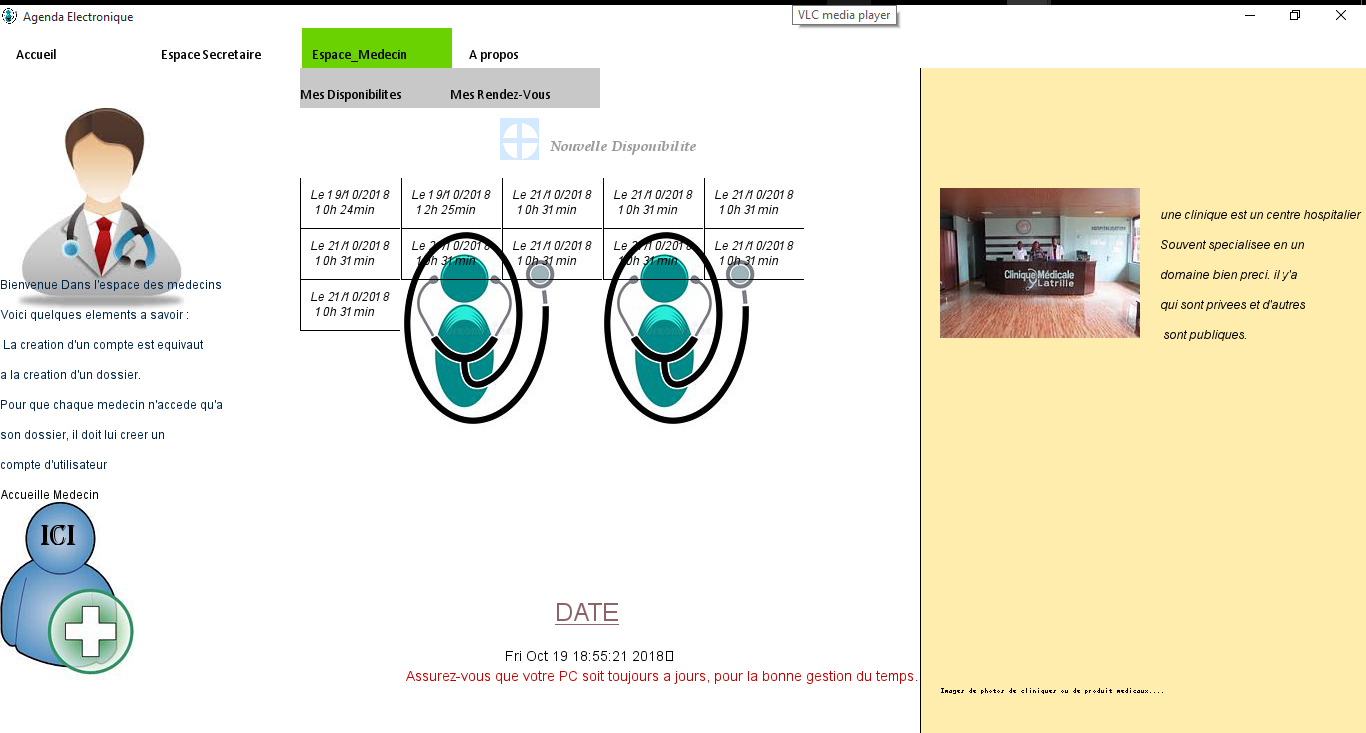 Agenda Electronique
VLC media player
Accueil
Espace Secretaire
Espace_Medecin
A propos
Mes Disponibilites
Mes Rendez-Vous
Nouvelle Disponibilite
Le 19/10/2018
10h 24min
Le 19/10/2018
12h 25min
Le 21/10/2018
10h 31min
Le 21/10/2018
10h 31min
Le 21/10/2018
10h 31min
Le 21/10/2018
10h 31min
Le 21/10/2018
10h 31min
Le 21/10/2018
10h 31min
Le 21/10/2018
10h 31min
Le 21/10/2018
10h 31min
Le 21/10/2018
10h 31min
Bienvenue Dans l'espace des medecins
Voici quelques elements a savoir :
La creation d'un compte est equivaut
a la creation d'un dossier.
Pour que chaque medecin n'accede qu'a
son dossier, il doit lui creer un
compte d'utilisateur
Accueille Medecin
ICI
DATE
Fri Oct 19 18:55:21 2018
Assurez-vous que votre PC soit toujours a jours, pour la bonne gestion du temps.
HOSPITALISATION
Clinique Médicale
Latrille
une clinique est un centre hospitalier
Souvent specialisee en un
domaine bien preci. il y'a
qui sont privees et d'autres
sont publiques.
Images de photos de cliniques ou de produit medicaux....